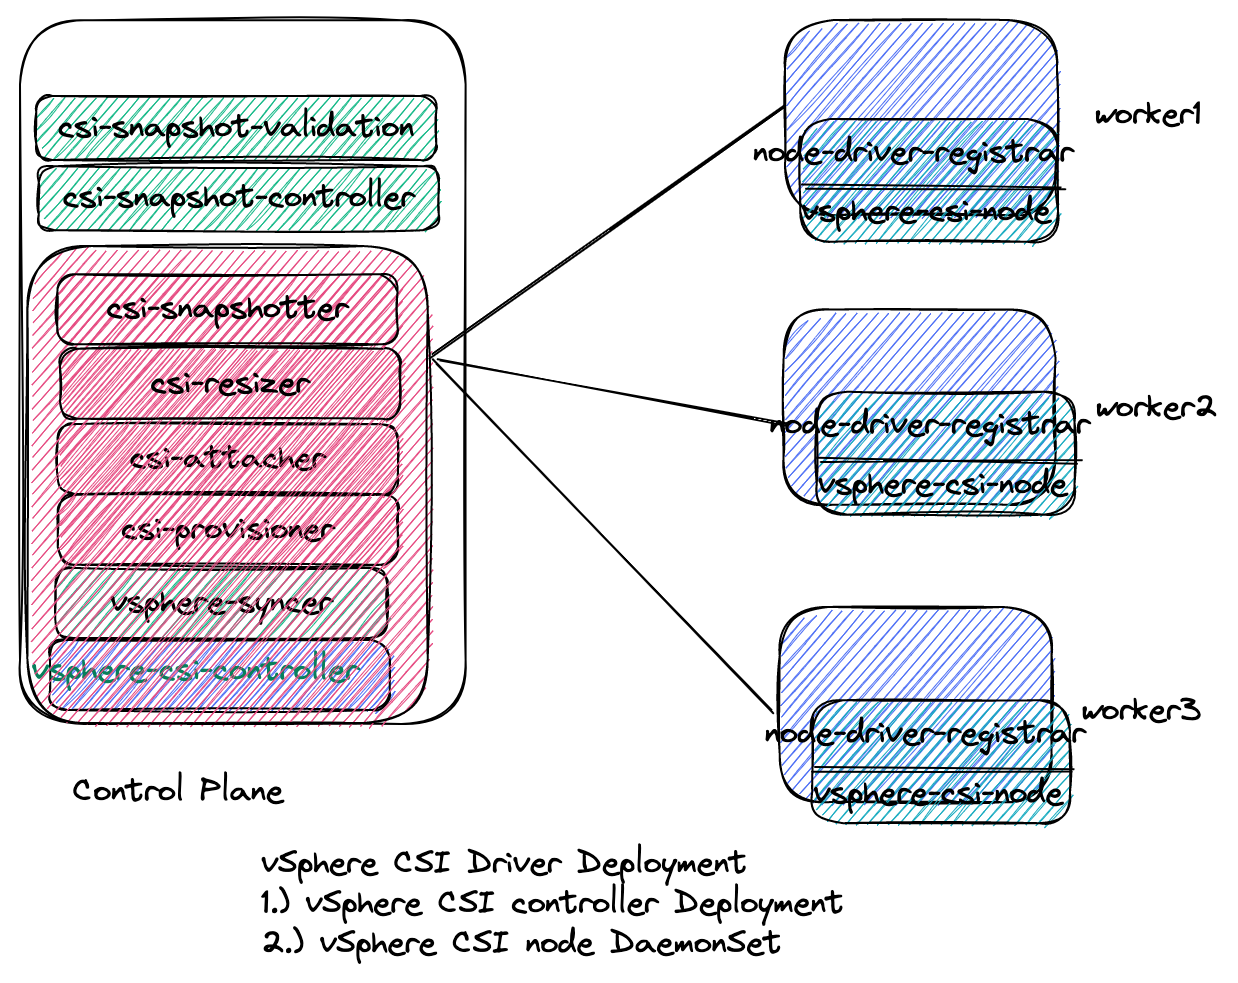 csi-snapshot-validation
csi-snapshot-controller
csi-snapshotter
csi-resizer
csi-attacher
csi-provisioner
vsphere-syncer
vsphere-csi-controller
Control Plane
node-driver-registrar
vsphere-csi-node
worker1
node-driver-registrar
vsphere-csi-node
worker2
node-driver-registrar
vsphere-csi-node
worker3
vSphere CSI Driver Deployment
1.) vSphere CSI controller Deployment
2.) vSphere CSI node DaemonSet